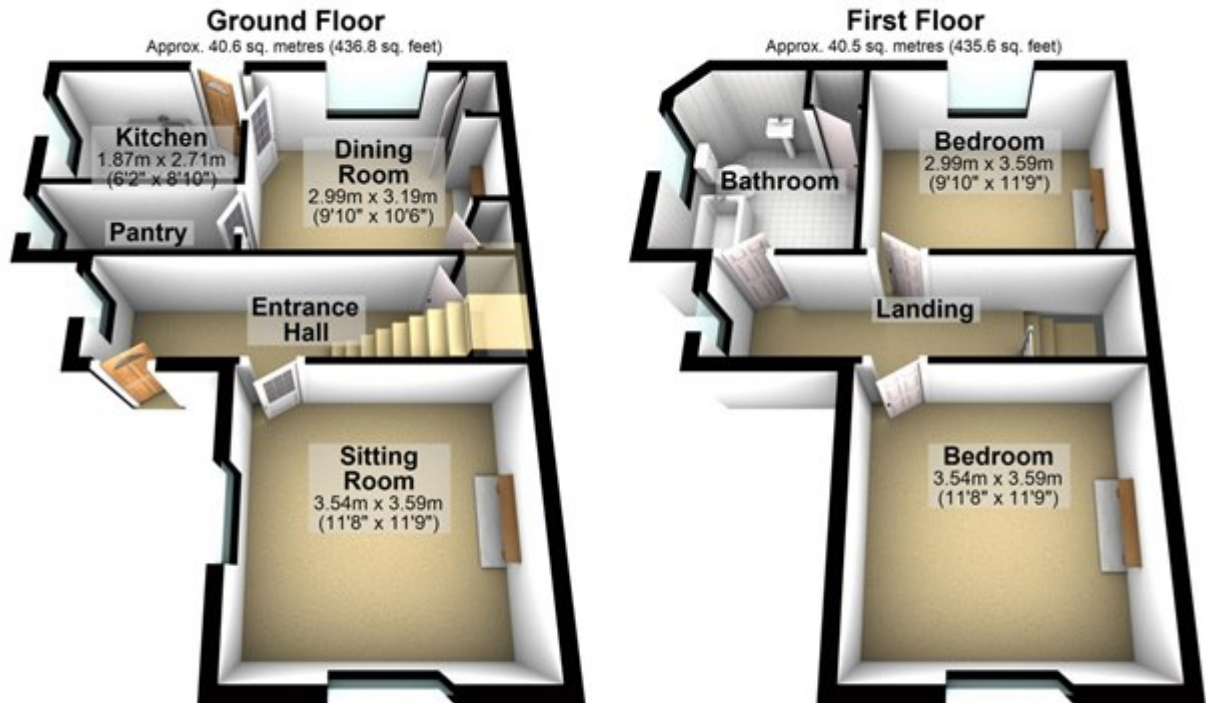 Ground Floor
Approx. 40.6 sq. metres (436.8 sq. feet)
Kitchen
1.87m x 2.71m
(6'2" x 8'10")
Dining
Room
2.99m x 3.19m
(9'10" x 10'6")
Pantry
Entrance
Hall
Sitting
Room
3.54m x 3.59m
(11'8" x 11'9")
First Floor
Approx. 40.5 sq. metres (435.6 sq. feet)
Bathroom
Bedroom
2.99m x 3.59m
(9'10" x 11'9")
Landing
Bedroom
3.54m x 3.59m
(11'8" x 11'9")